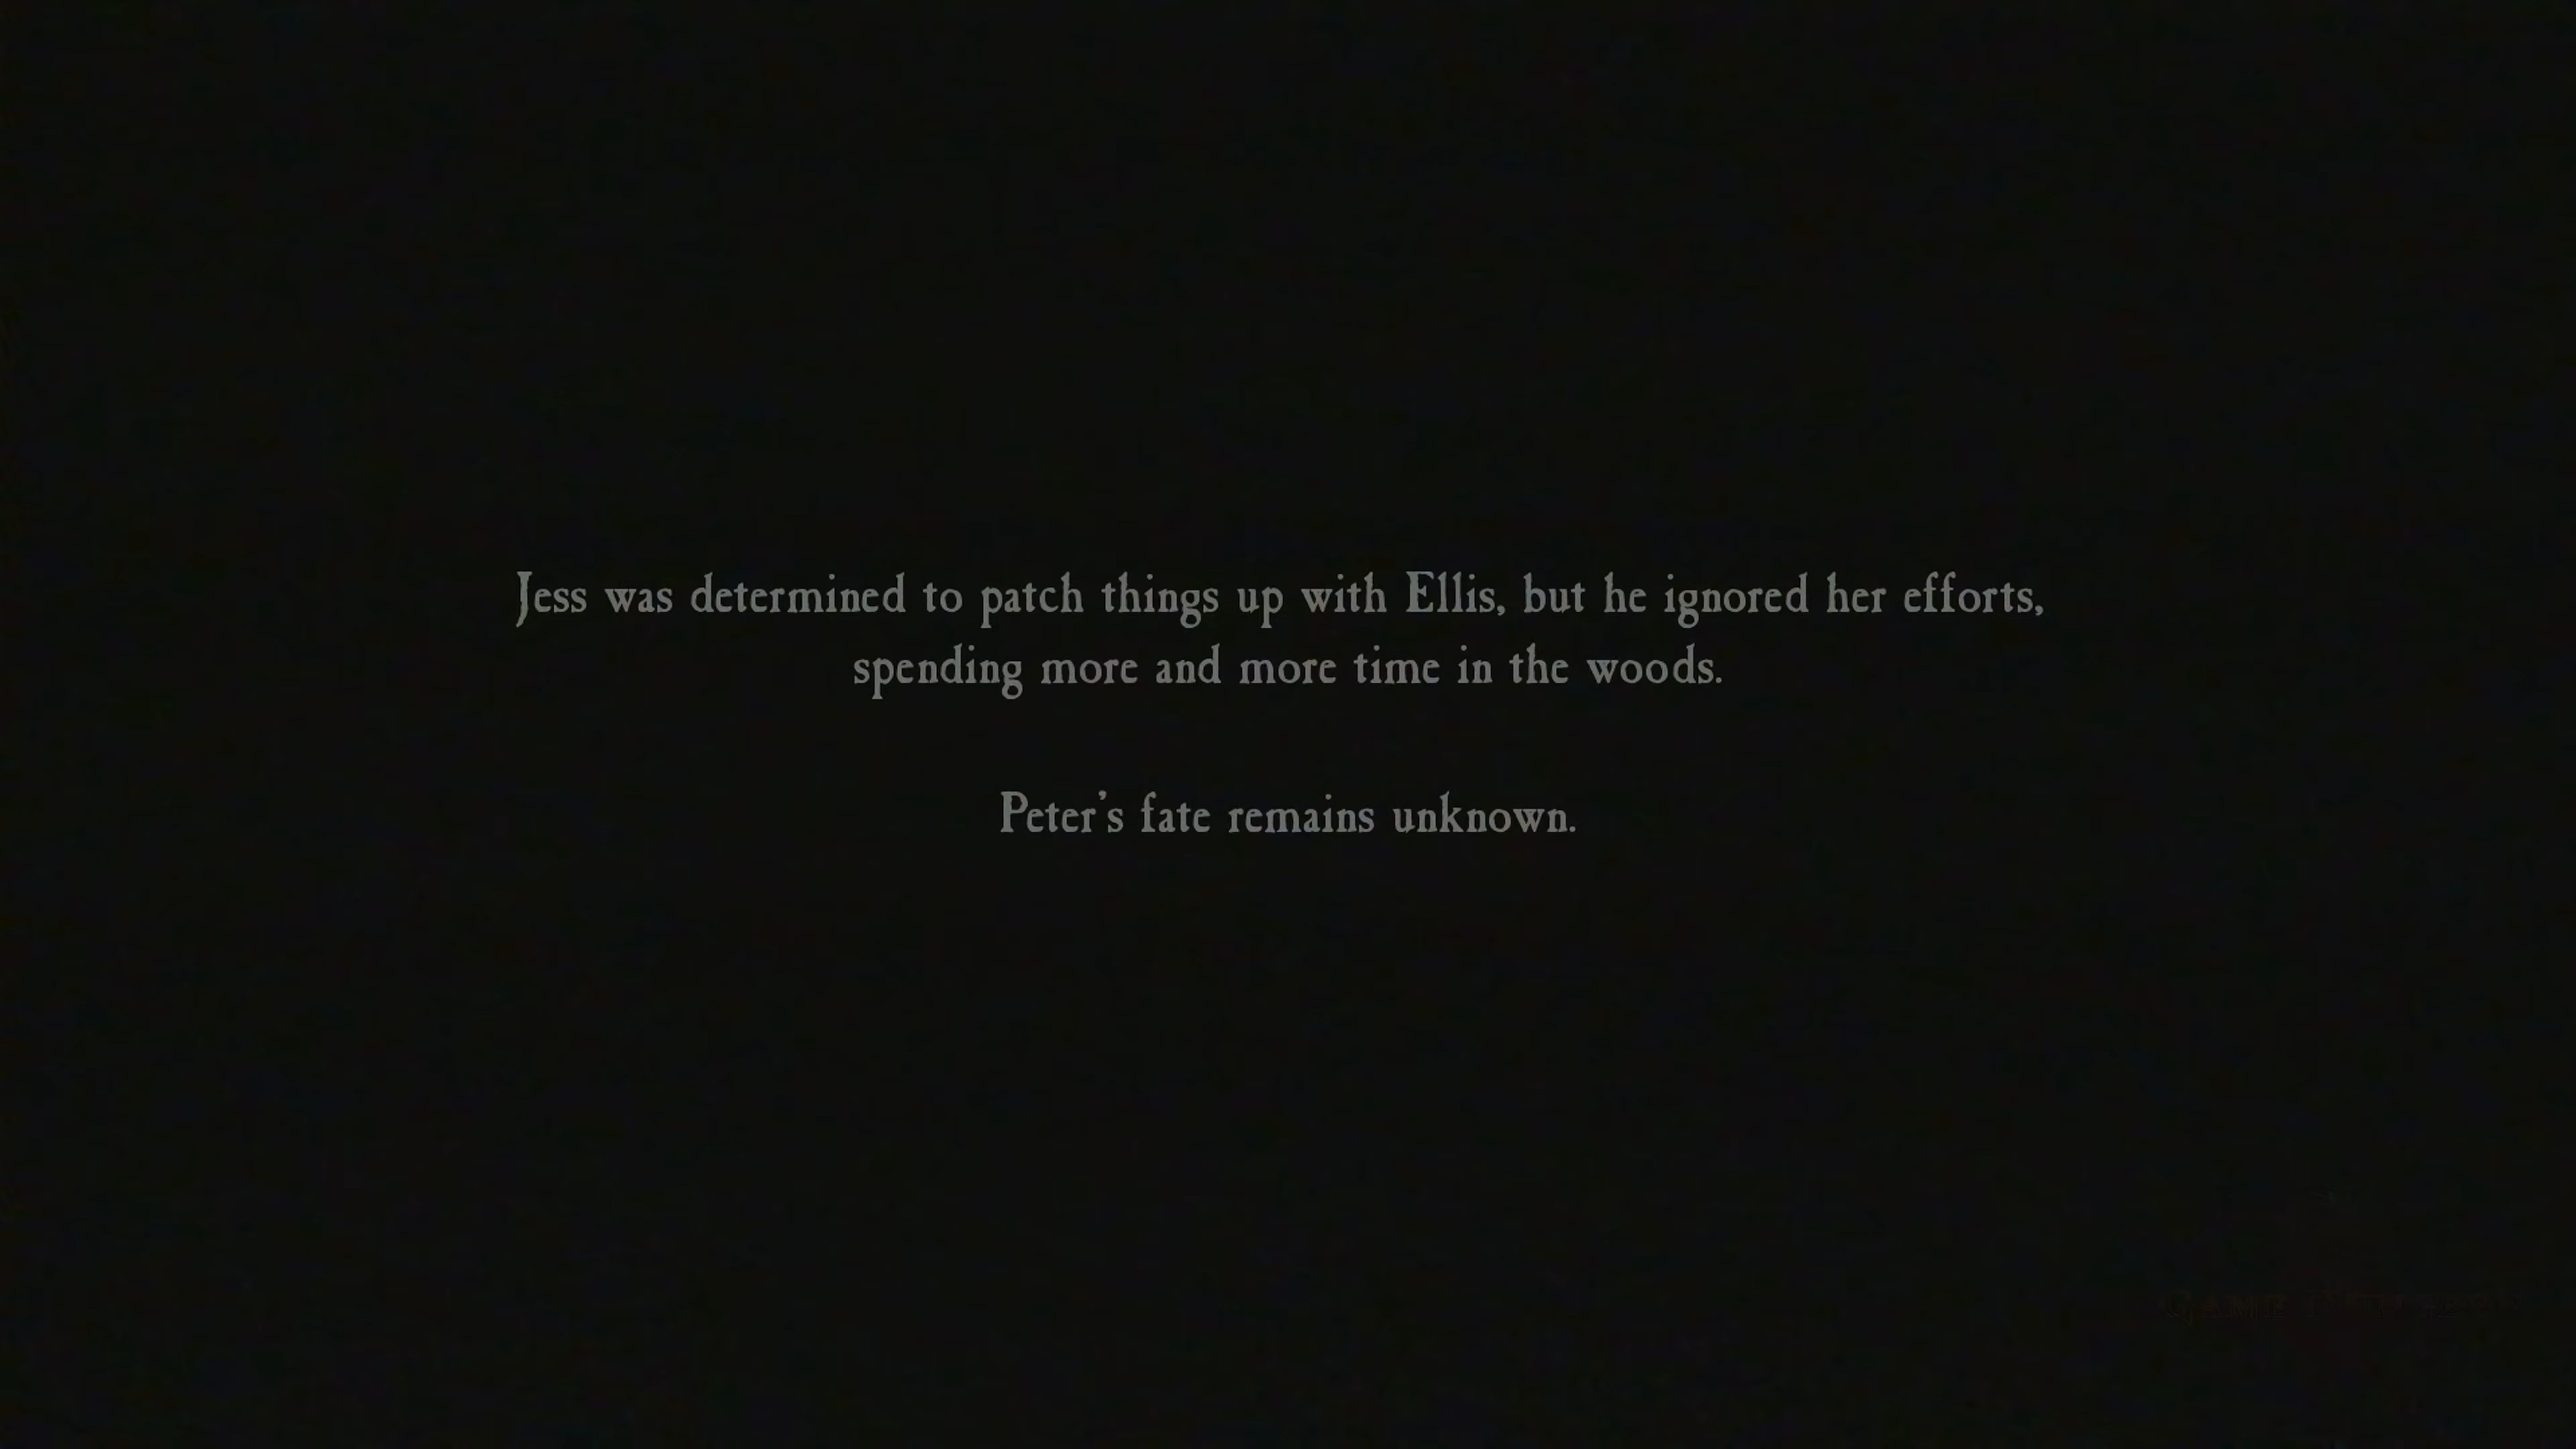 Jess was determined to patch things up with Ellis, but he ignored her efforts,
spending more and more time in the woods.
Peter's fate remains unknown.